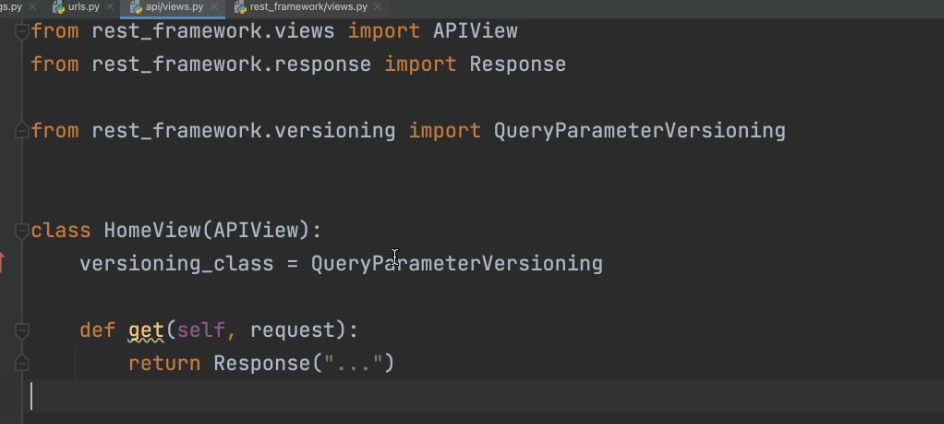 gs.py urls.py api/views.py rest_framework/views.py
from rest_framework.views import APIView
from rest_framework.response import Response
from rest_framework.versioning import QueryParameterVersioning
class HomeView(APIView):
versioning_class = QueryParameterVersioning
def get(self, request):
return Response("...")